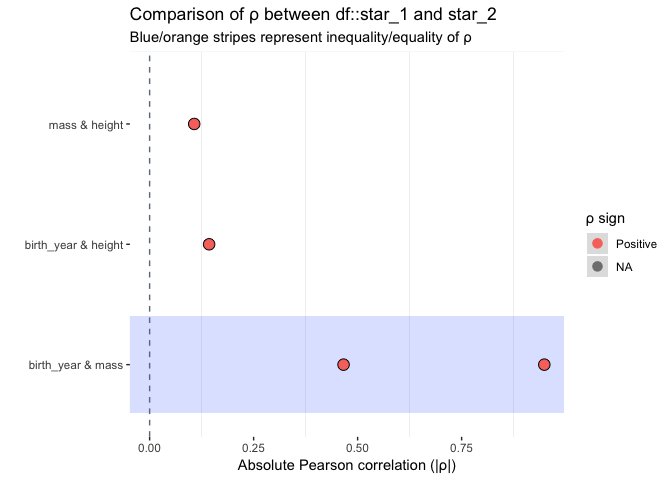 Comparison of ρ between df::star_1 and star_2
Blue/orange stripes represent inequality/equality of ρ
mass & height
birth_year & height
birth_year & mass
0.00 0.25 0.50 0.75
Absolute Pearson correlation (|ρ|)
ρ sign
Positive
NA